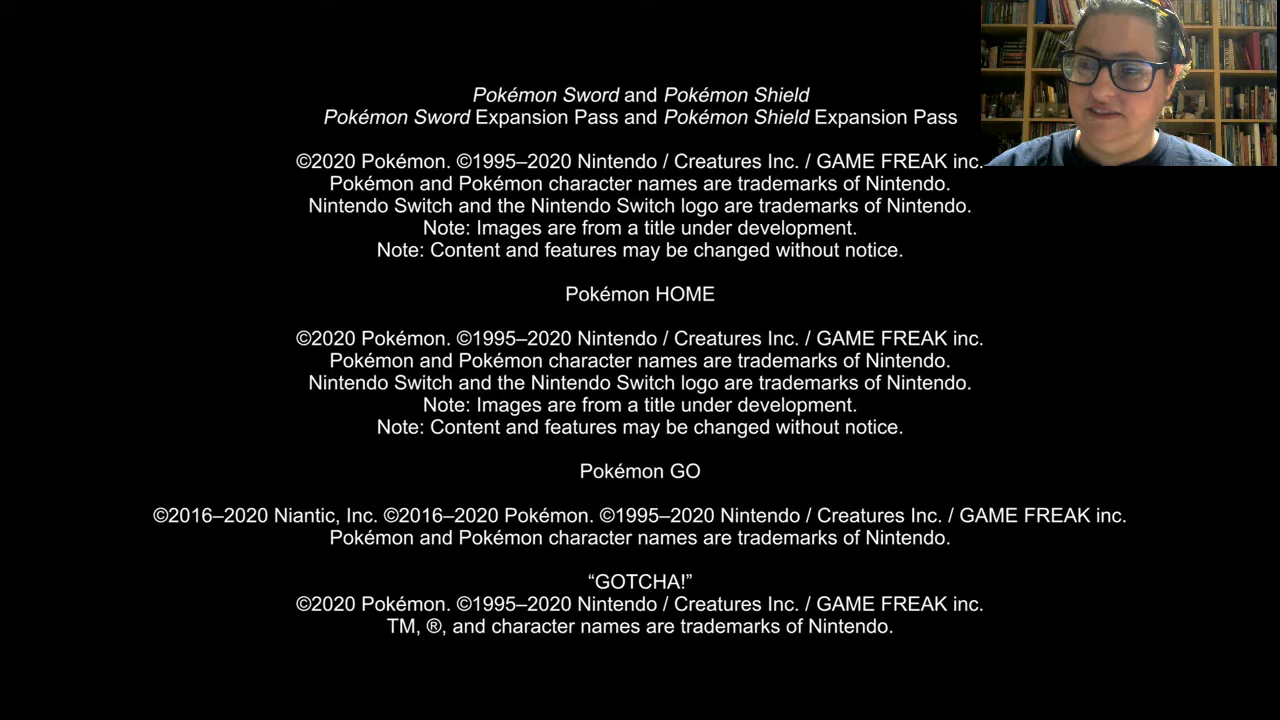 Pokémon Sword and Pokémon Shield
Pokémon Sword Expansion Pass and Pokémon Shield Expansion Pass
©2020 Pokémon. ©1995–2020 Nintendo / Creatures Inc. / GAME FREAK inc.
Pokémon and Pokémon character names are trademarks of Nintendo.
Nintendo Switch and the Nintendo Switch logo are trademarks of Nintendo.
Note: Images are from a title under development.
Note: Content and features may be changed without notice.
Pokémon HOME
©2020 Pokémon. ©1995–2020 Nintendo / Creatures Inc. / GAME FREAK inc.
Pokémon and Pokémon character names are trademarks of Nintendo.
Nintendo Switch and the Nintendo Switch logo are trademarks of Nintendo.
Note: Images are from a title under development.
Note: Content and features may be changed without notice.
Pokémon GO
©2016–2020 Niantic, Inc. ©2016–2020 Pokémon. ©1995–2020 Nintendo / Creatures Inc. / GAME FREAK inc.
Pokémon and Pokémon character names are trademarks of Nintendo.
“GOTCHA!”
©2020 Pokémon. ©1995–2020 Nintendo / Creatures Inc. / GAME FREAK inc.
TM, ®, and character names are trademarks of Nintendo.